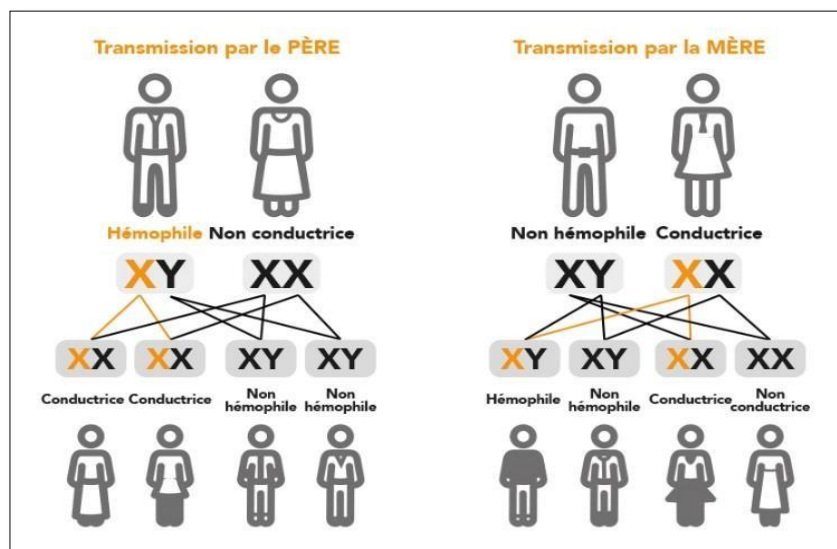 Transmission par le PÈRE
Hémophile Non conductrice
XY XX
XX XX XY XY
Conductrice Conductrice Non hémophile Non hémophile
Transmission par la MÈRE
Non hémophile Conductrice
XY XX
XY XY XX XX
Hémophile Non hémophile Conductrice Non conductrice